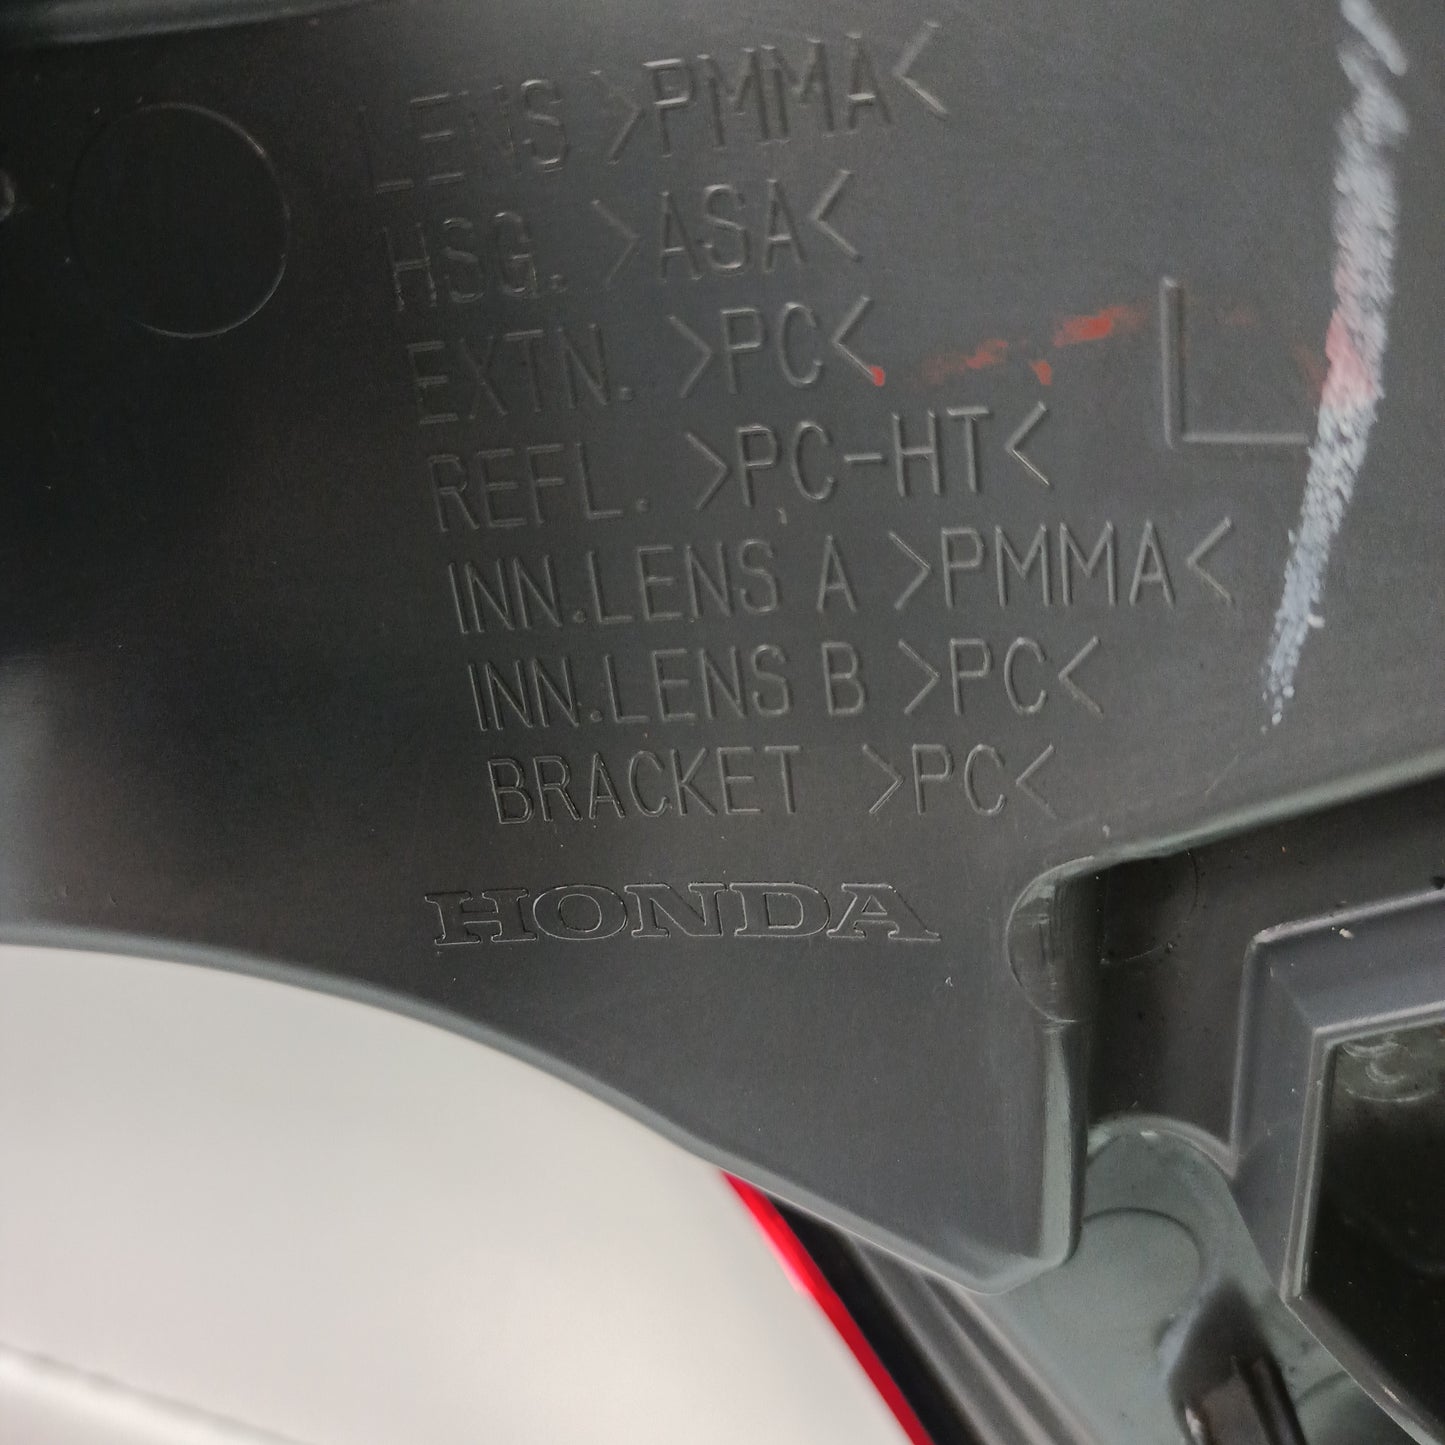 LENS >PMMA<
HSG. >ASA<
EXTN. >PC<
REFL. >PC-HT<
INN.LENS A >PMMA<
INN.LENS B >PC<
BRACKET >PC<
HONDA
L